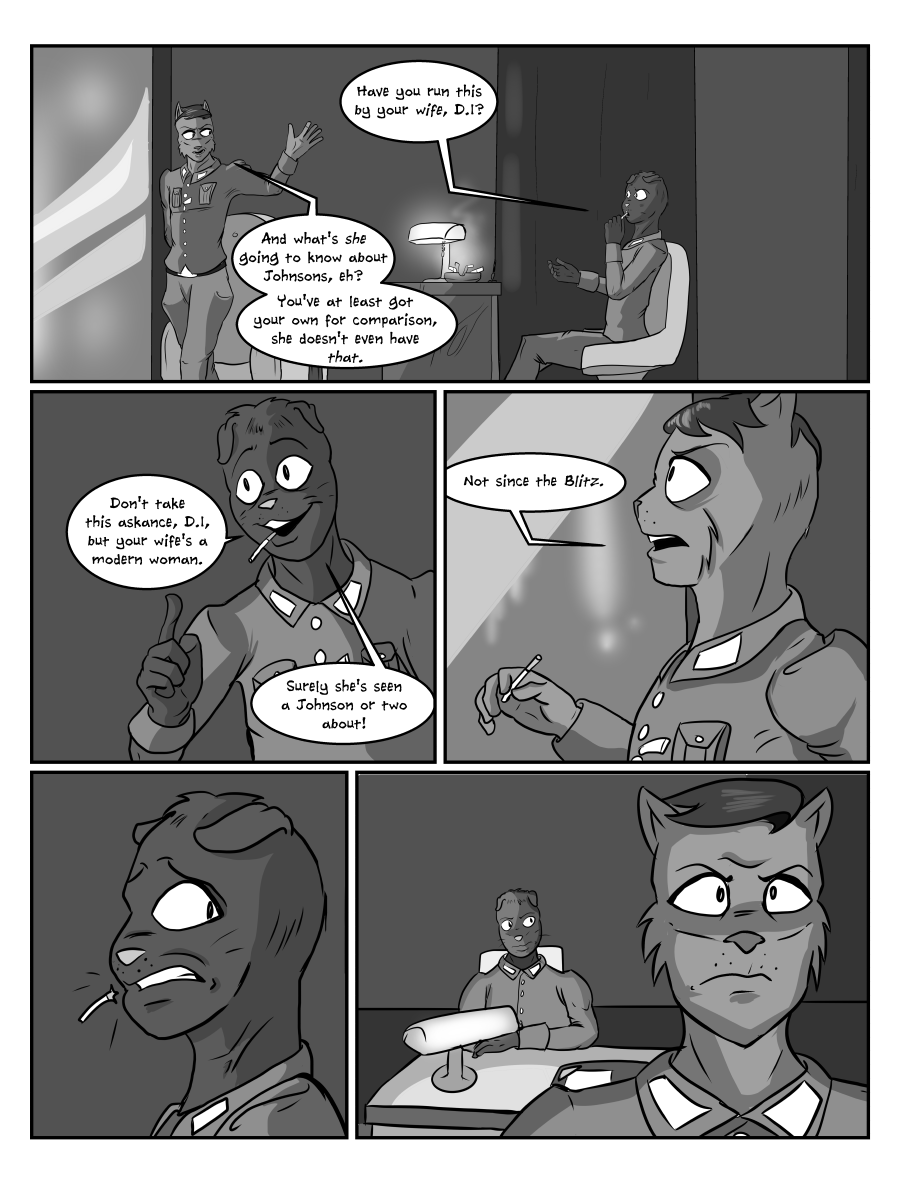 Have you run this
by your wife, D.I?
And what's she
going to know about
Johnsons, eh?
You've at least got
your own for comparison,
she doesn't even have
that.
Don't take
this askance, D.I,
but your wife's a
modern woman.
Surely she's seen
a Johnson or two
about!
Not since the Blitz.